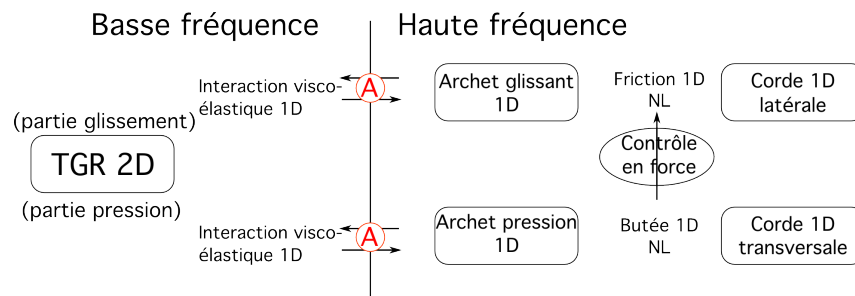 Basse fréquence
Haute fréquence
Interaction visco-
élastique 1D
A
Archet glissant
1D
Friction 1D
NL
Corde 1D
latérale
(partie glissement)
TGR 2D
(partie pression)
Contrôle
en force
Interaction visco-
élastique 1D
A
Archet pression
1D
Butée 1D
NL
Corde 1D
transversale